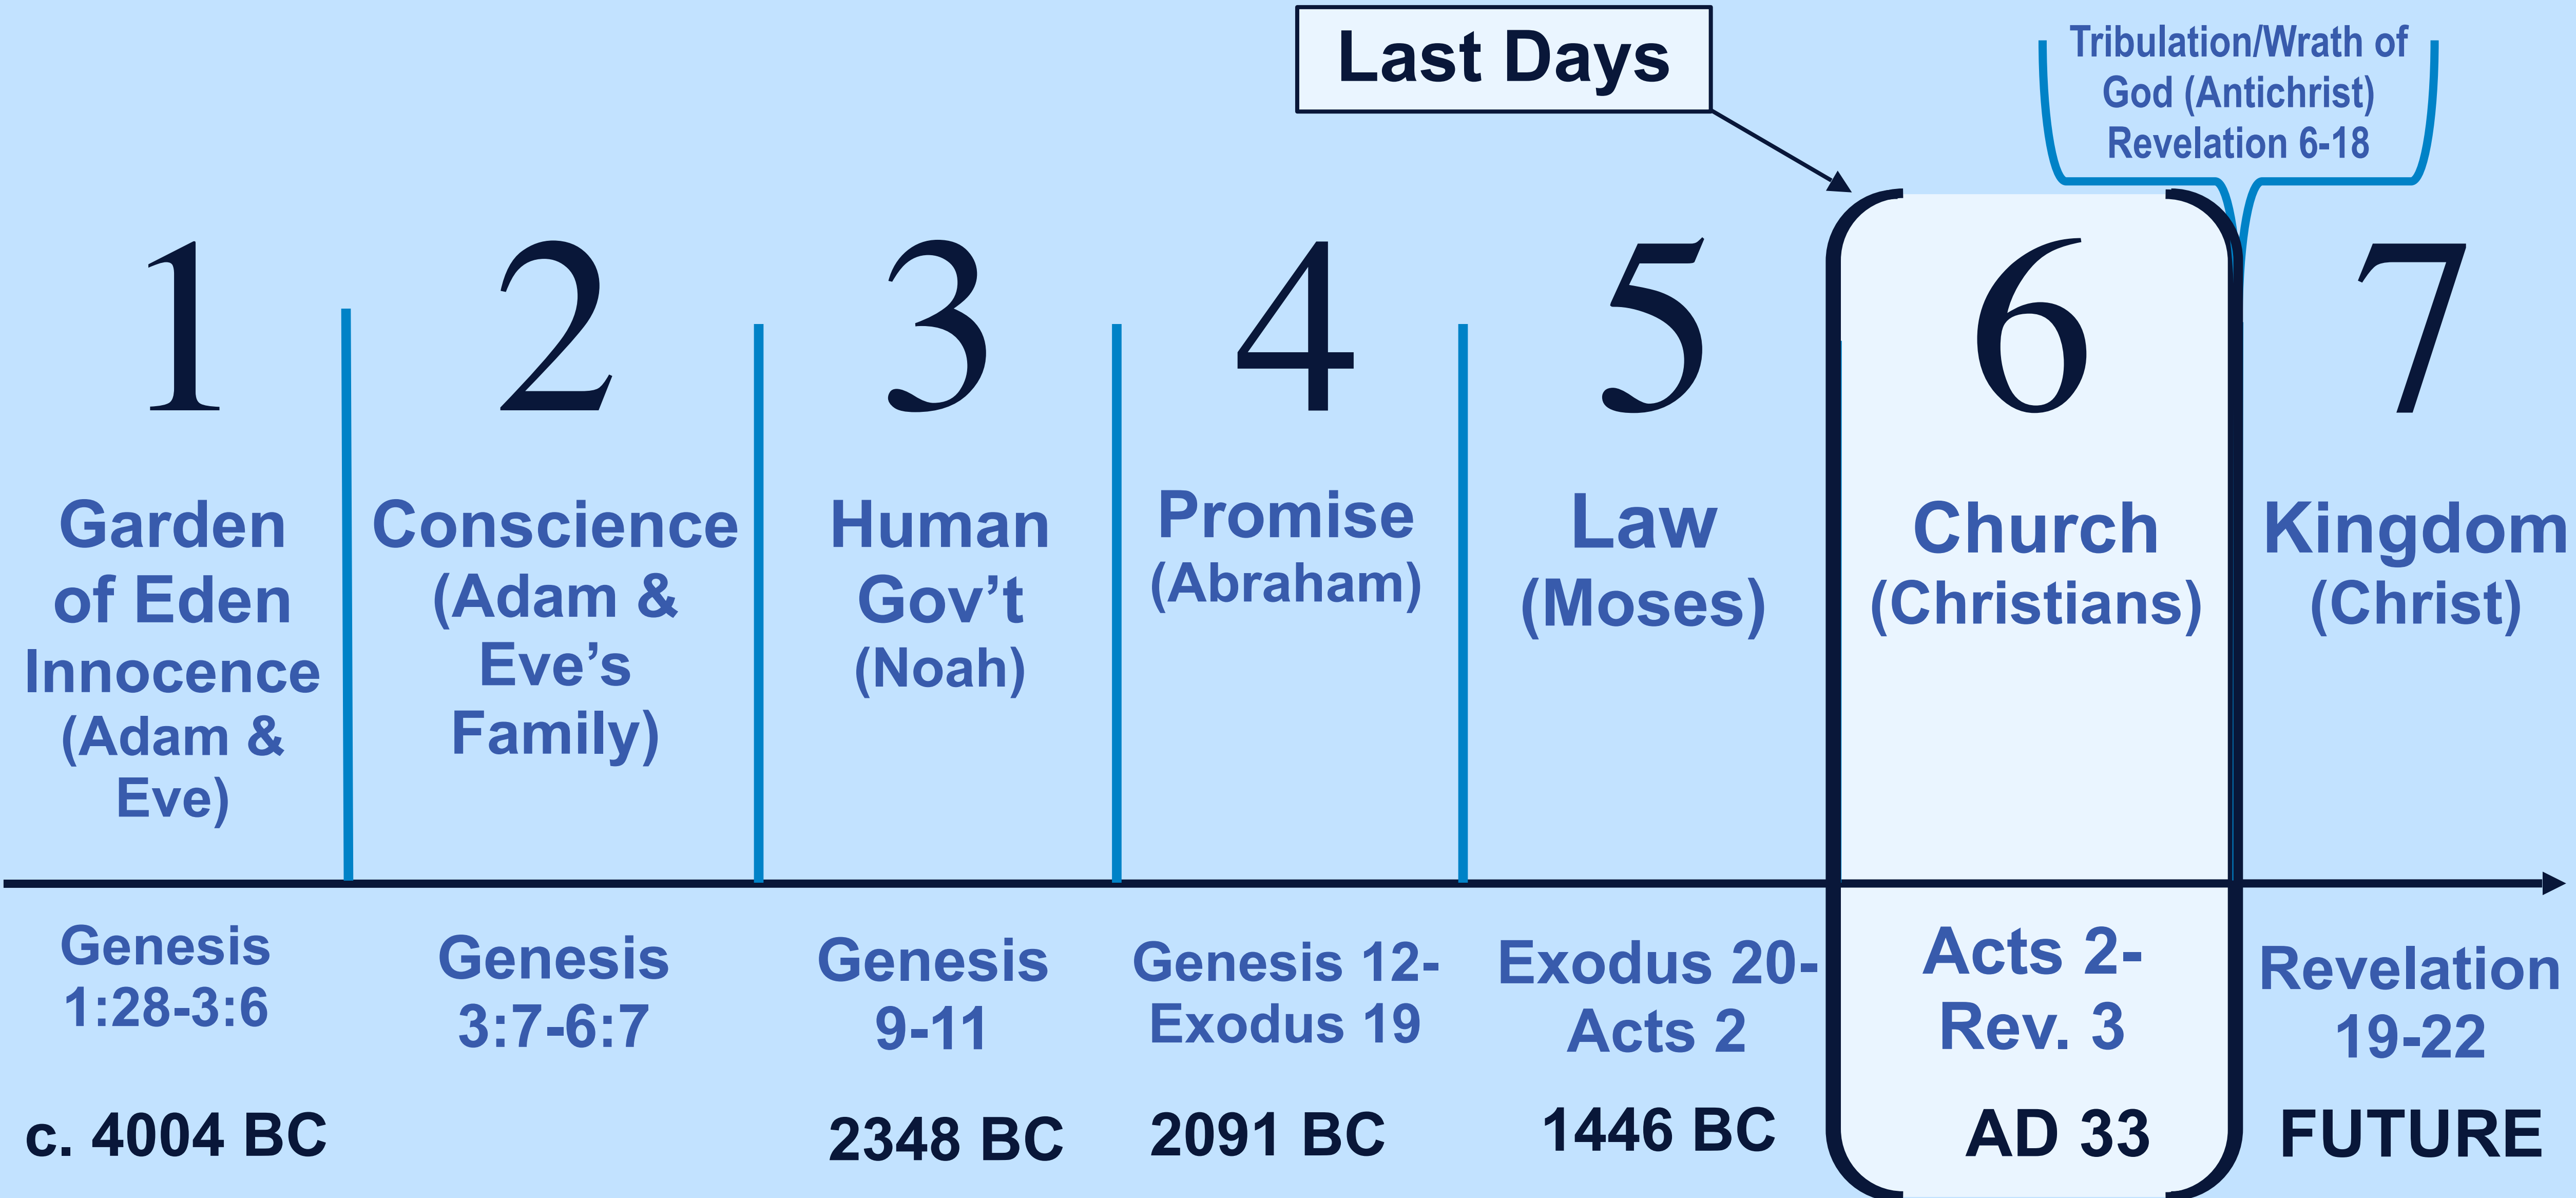 Last Days
Tribulation/Wrath of
God (Antichrist)
Revelation 6-18
1
2
3
4
5
6
7
Garden
of Eden
Innocence
(Adam &
Eve)
Conscience
(Adam &
Eve’s
Family)
Human
Gov’t
(Noah)
Promise
(Abraham)
Law
(Moses)
Church
(Christians)
Kingdom
(Christ)
Genesis
1:28-3:6
Genesis
3:7-6:7
Genesis
9-11
Genesis 12-
Exodus 19
Exodus 20-
Acts 2
Acts 2-
Rev. 3
Revelation
19-22
c. 4004 BC
2348 BC
2091 BC
1446 BC
AD 33
FUTURE